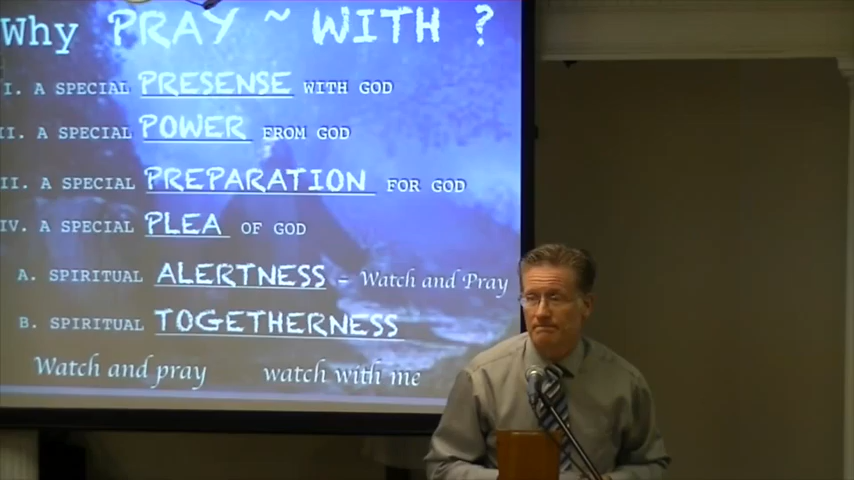 Why PRAY ~ WITH ?
I. A SPECIAL PRESENSE WITH GOD
II. A SPECIAL POWER FROM GOD
II. A SPECIAL PREPARATION FOR GOD
IV. A SPECIAL PLEA OF GOD
A. SPIRITUAL ALERTNESS - Watch and Pray
B. SPIRITUAL TOGETHERNESS
Watch and pray watch with me